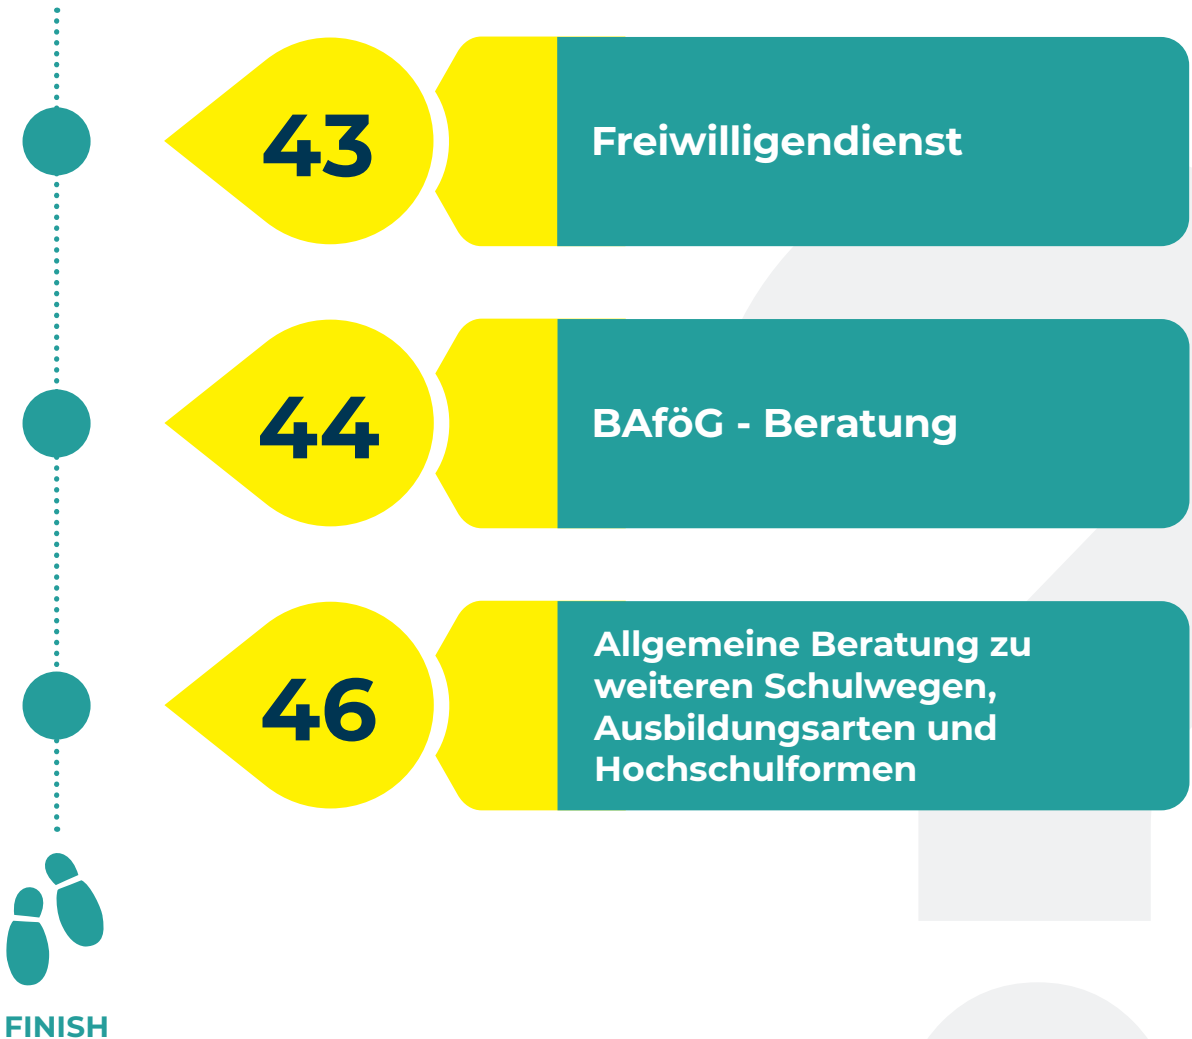 43
Freiwilligendienst
44
BAföG - Beratung
46
Allgemeine Beratung zu
weiteren Schulwegen,
Ausbildungsarten und
Hochschulformen
FINISH